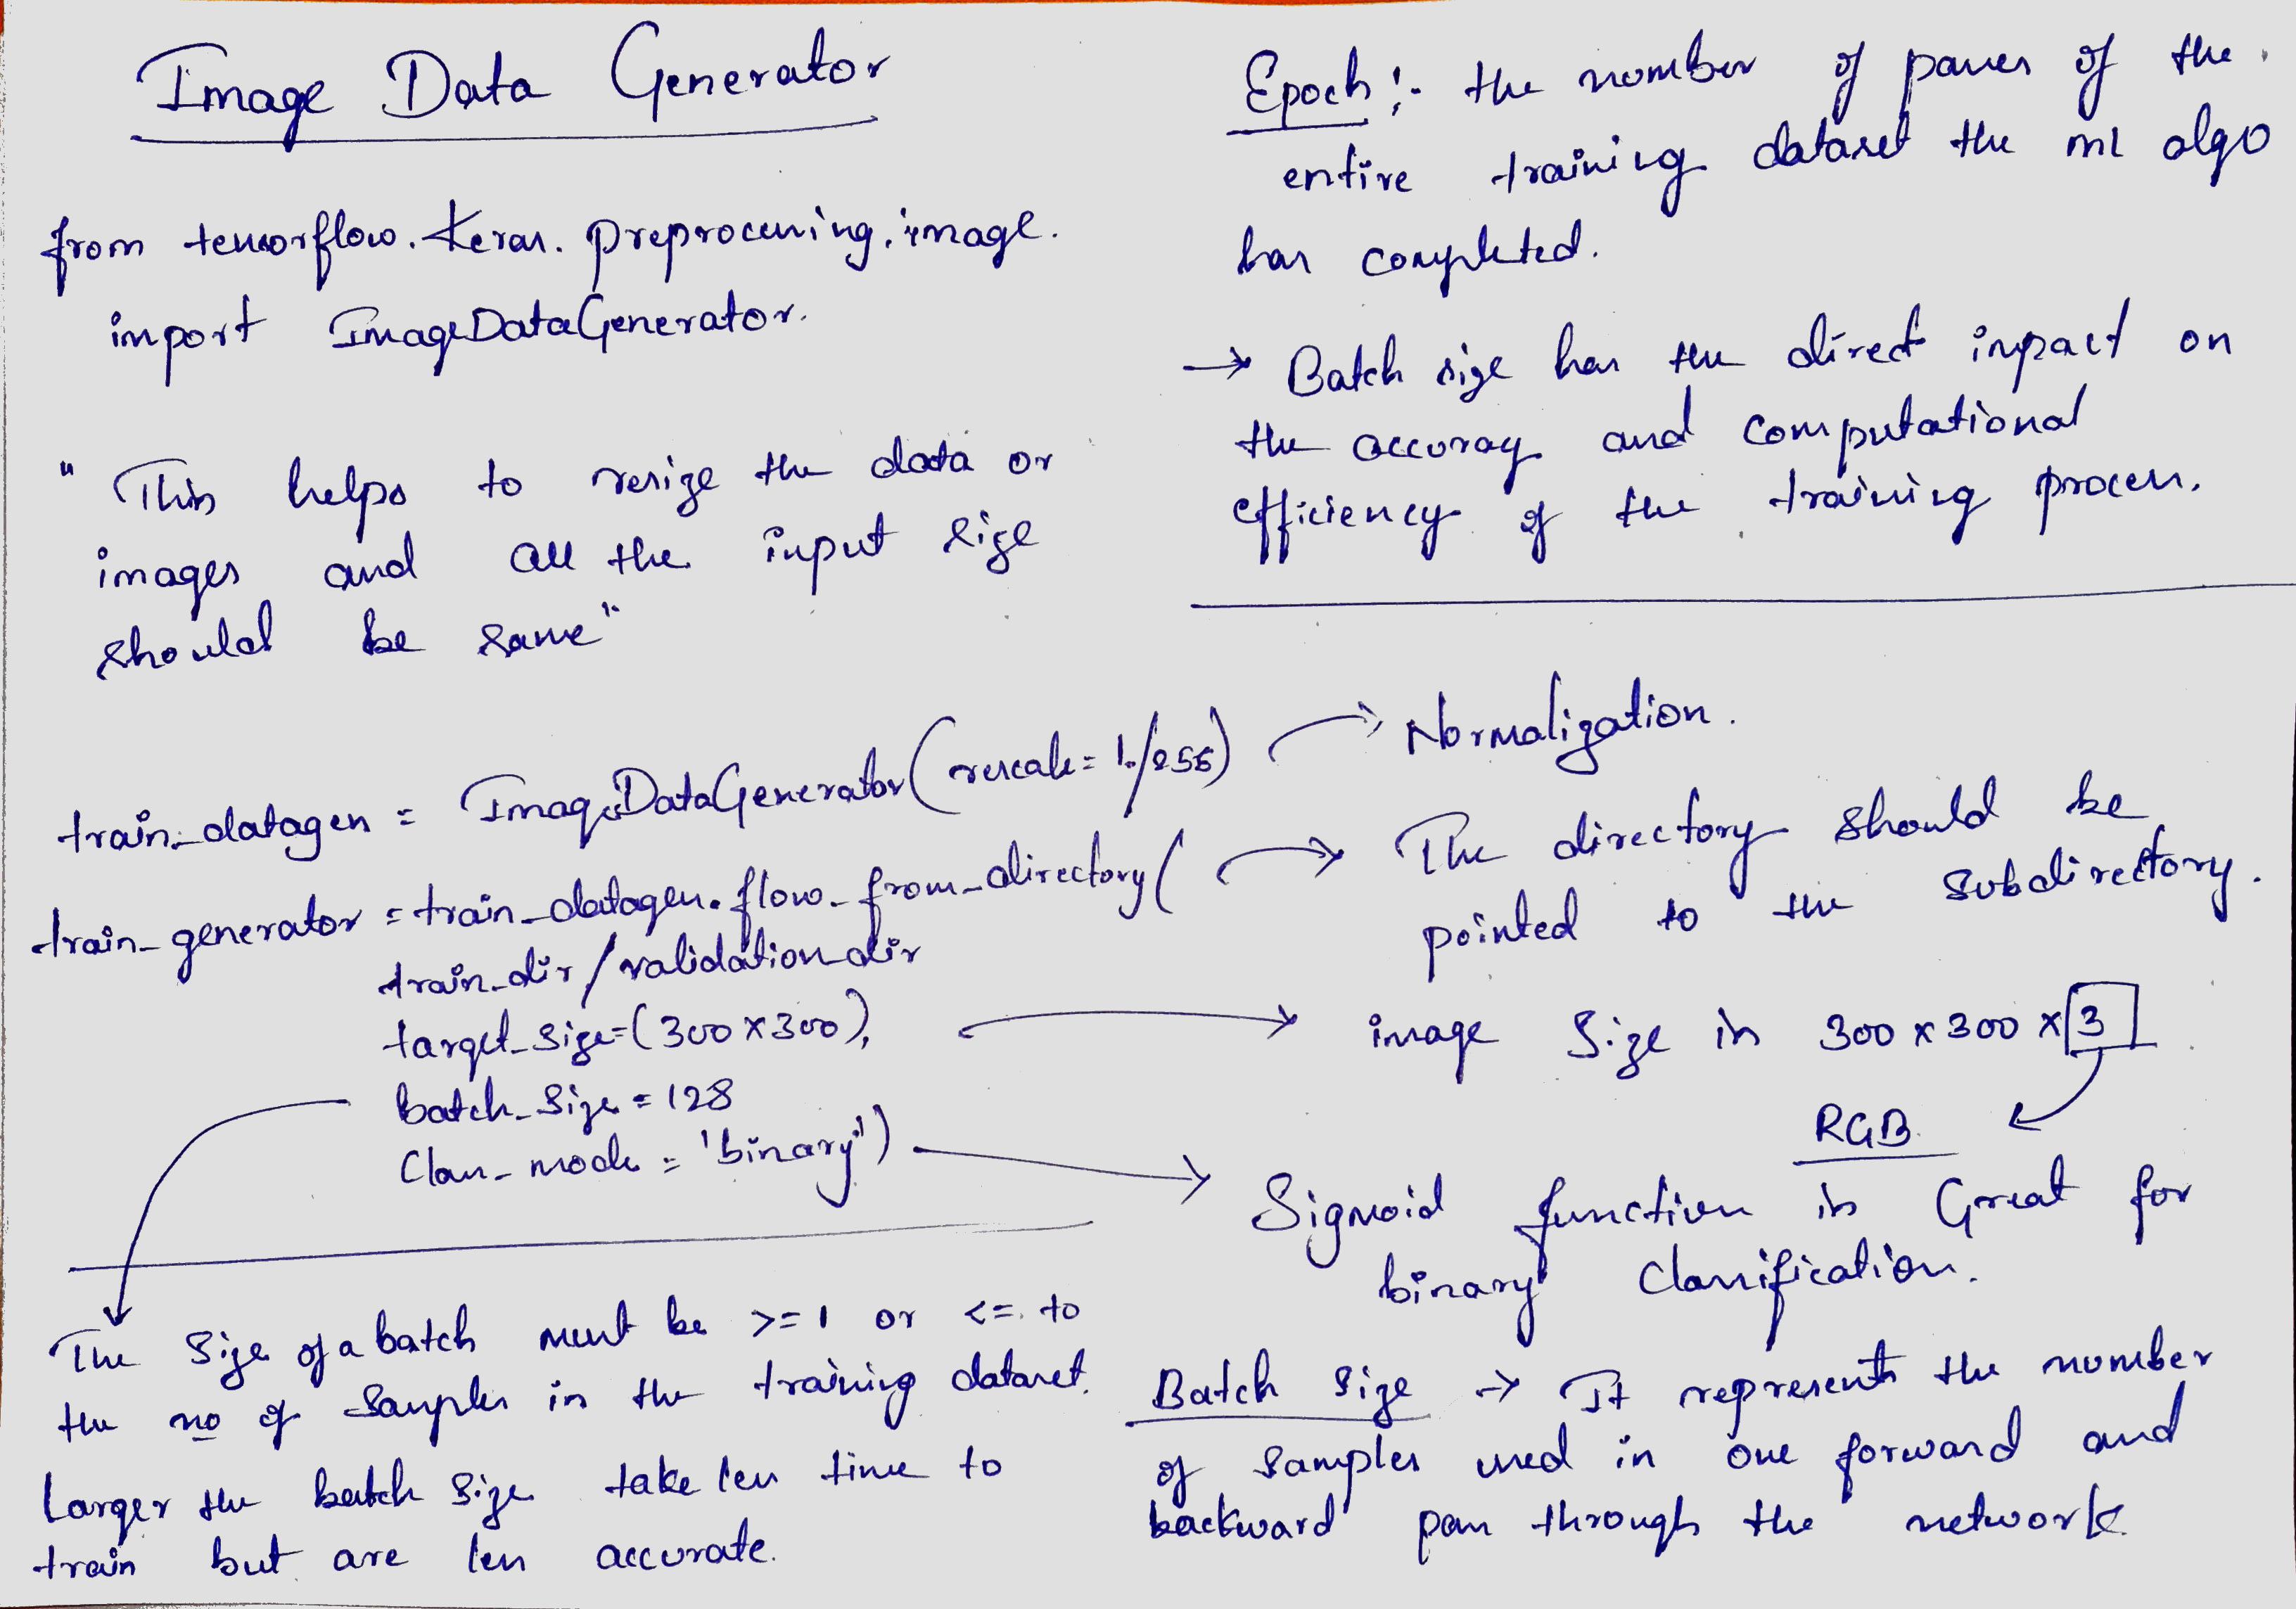 Image Data Generator
from tensorflow.keras.preprocessing.image.
import ImageDataGenerator.
" This helps to resize the data or
images and all the input size
should be same"
train_datagen = ImageDataGenerator(rescale=1./255)
train_generator = train_datagen.flow_from_directory(
train_dir/validation_dir
target_size=(300x300),
batch_size=128
Class_mode = 'binary')
The size of a batch must be >=1 or <= to
the no of samples in the training dataset.
Larger the batch size take less time to
train but are less accurate.
Epoch :- the number of passes of the
entire training dataset the ml algo
has completed.
→ Batch size has the direct impact on
the accuracy and computational
efficiency of the training process.
→ Normalization.
→ The directory should be
pointed to the subdirectory.
→ image size is 300 x 300 x 3
RGB
→ Sigmoid function is Great for
binary Classification.
Batch size → It represents the number
of samples used in one forward and
backward pass through the network.